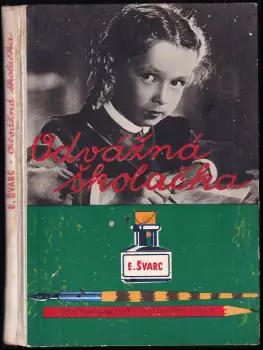 E. ŠVARC • Odvážná školačka
Odvážná
školačka
E. ŠVARC